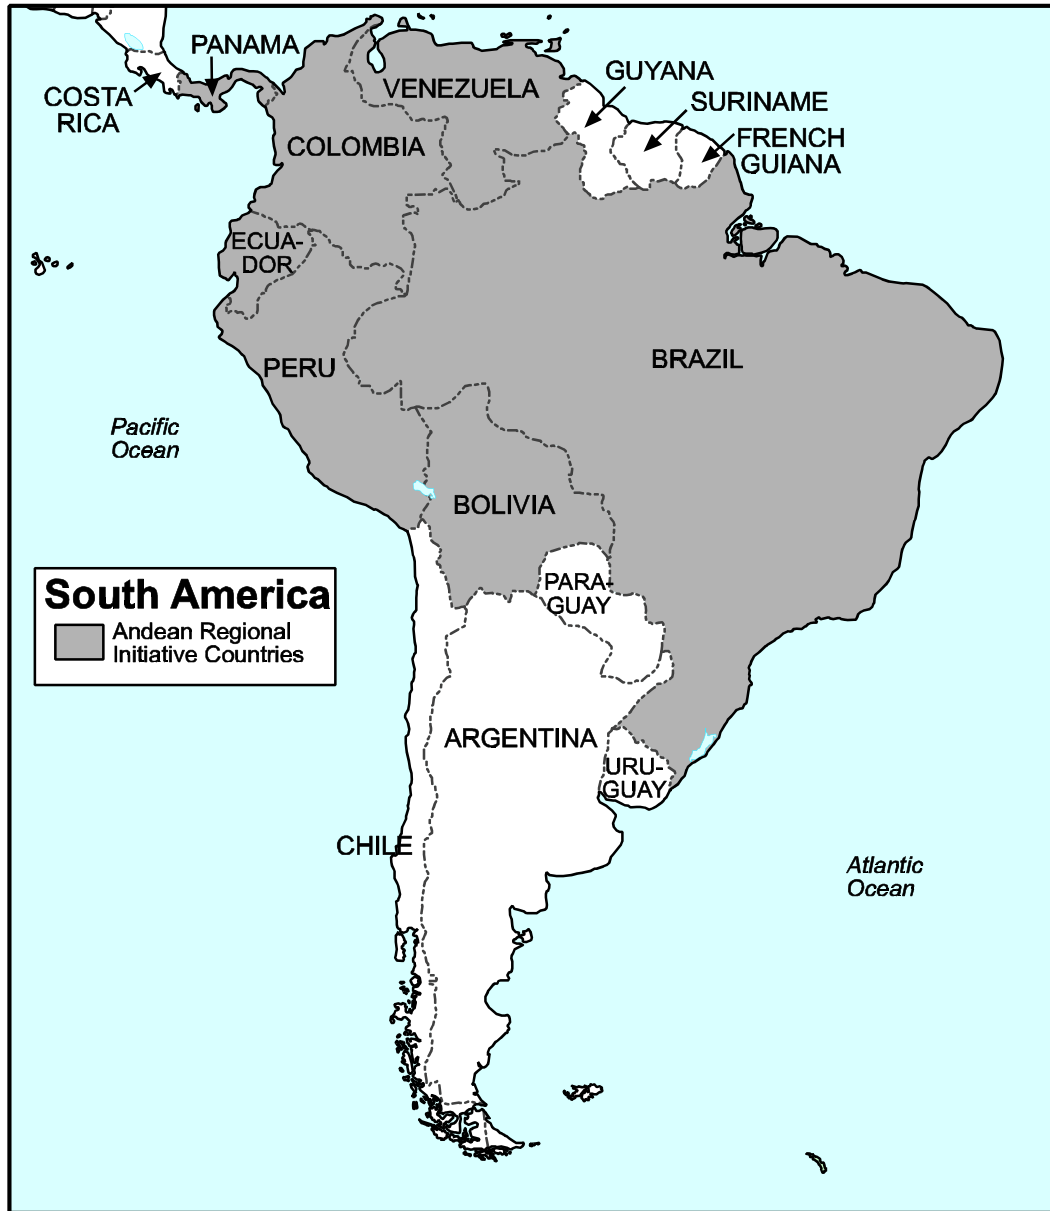 PANAMA
COSTA
RICA
VENEZUELA
GUYANA
SURINAME
FRENCH
GUIANA
COLOMBIA
ECUA-
DOR
PERU
BRAZIL
Pacific
Ocean
BOLIVIA
PARA-
GUAY
South America
Andean Regional
Initiative Countries
ARGENTINA
URU-
GUAY
CHILE
Atlantic
Ocean